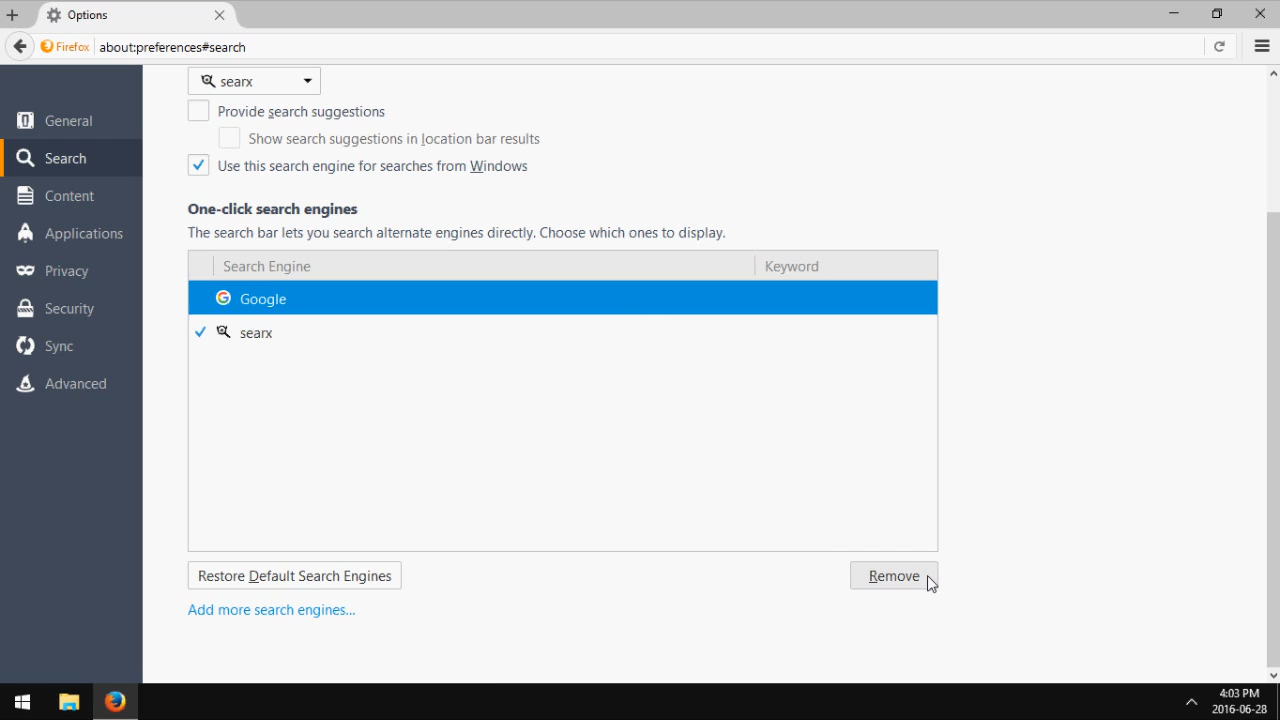 Options
Firefox about:preferences#search
searx
Provide search suggestions
Show search suggestions in location bar results
Use this search engine for searches from Windows
General
Search
Content
Applications
Privacy
Security
Sync
Advanced
One-click search engines
The search bar lets you search alternate engines directly. Choose which ones to display.
Search Engine Keyword
Google
searx
Restore Default Search Engines Remove
Add more search engines...
4:03 PM
2016-06-28